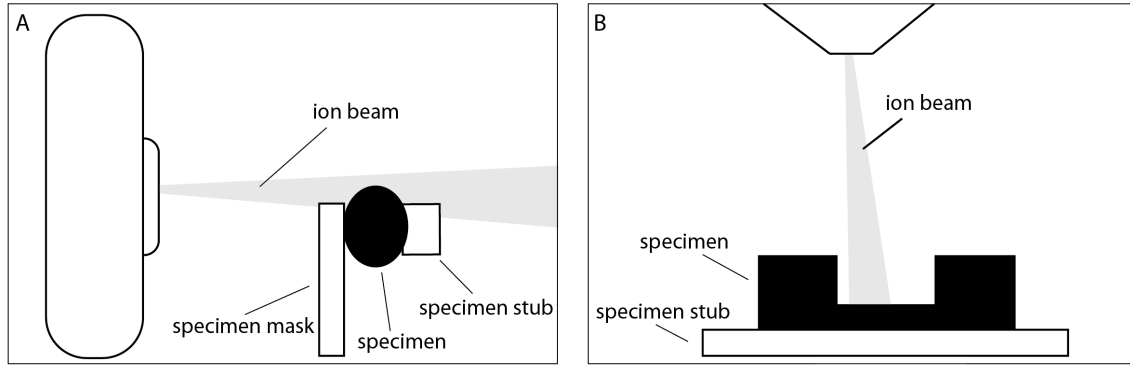 A
ion beam
specimen mask
specimen
specimen stub
B
ion beam
specimen
specimen stub